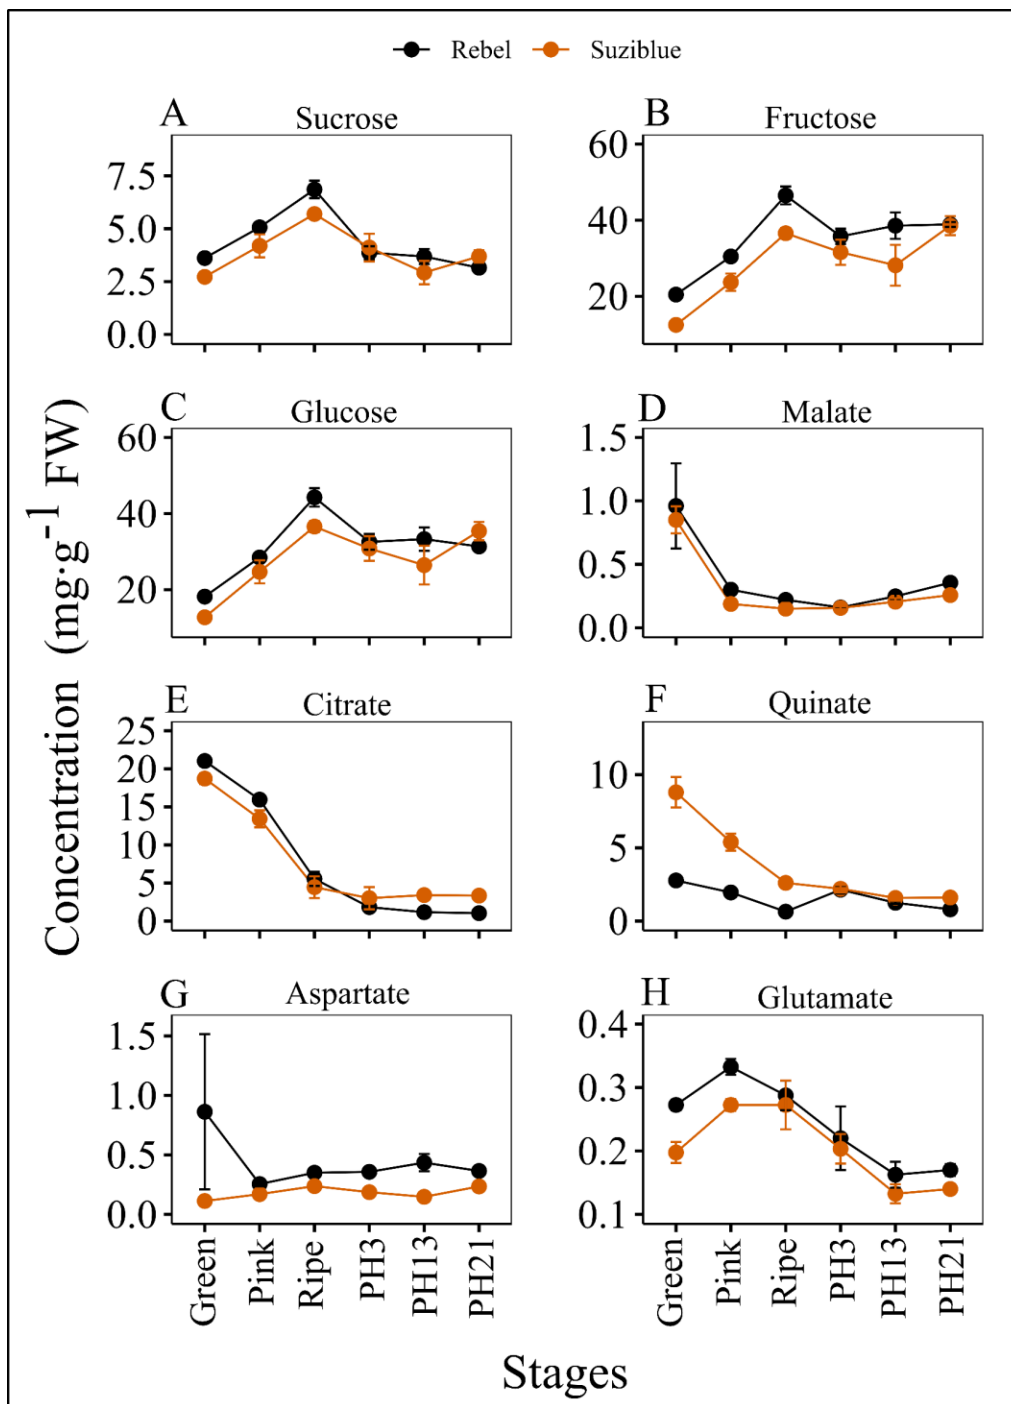 Rebel Suziblue
A Sucrose
7.5
5.0
2.5
0.0
B Fructose
60
40
20
C Glucose
60
40
20
D Malate
1.5
1.0
0.5
0.0
E Citrate
25
20
15
10
5
0
F Quinate
10
5
0
G Aspartate
1.5
1.0
0.5
0.0
H Glutamate
0.4
0.3
0.2
0.1
Green Pink Ripe PH3 PH13 PH21
Green Pink Ripe PH3 PH13 PH21
Concentration (mg·g⁻¹ FW)
Stages